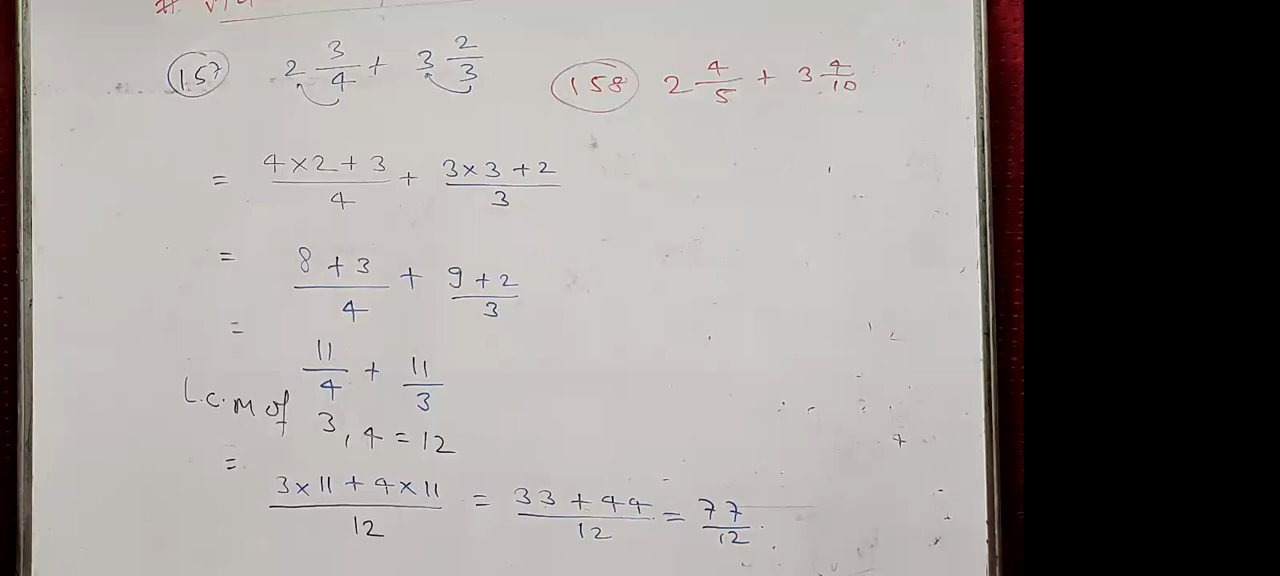 157 2 3/4 + 3 2/3
= 4×2+3/4 + 3×3+2/3
= 8+3/4 + 9+2/3
= 11/4 + 11/3
L.C.M of 3, 4 = 12
= 3×11+4×11/12 = 33+44/12 = 77/12.
158 2 4/5 + 3 4/10